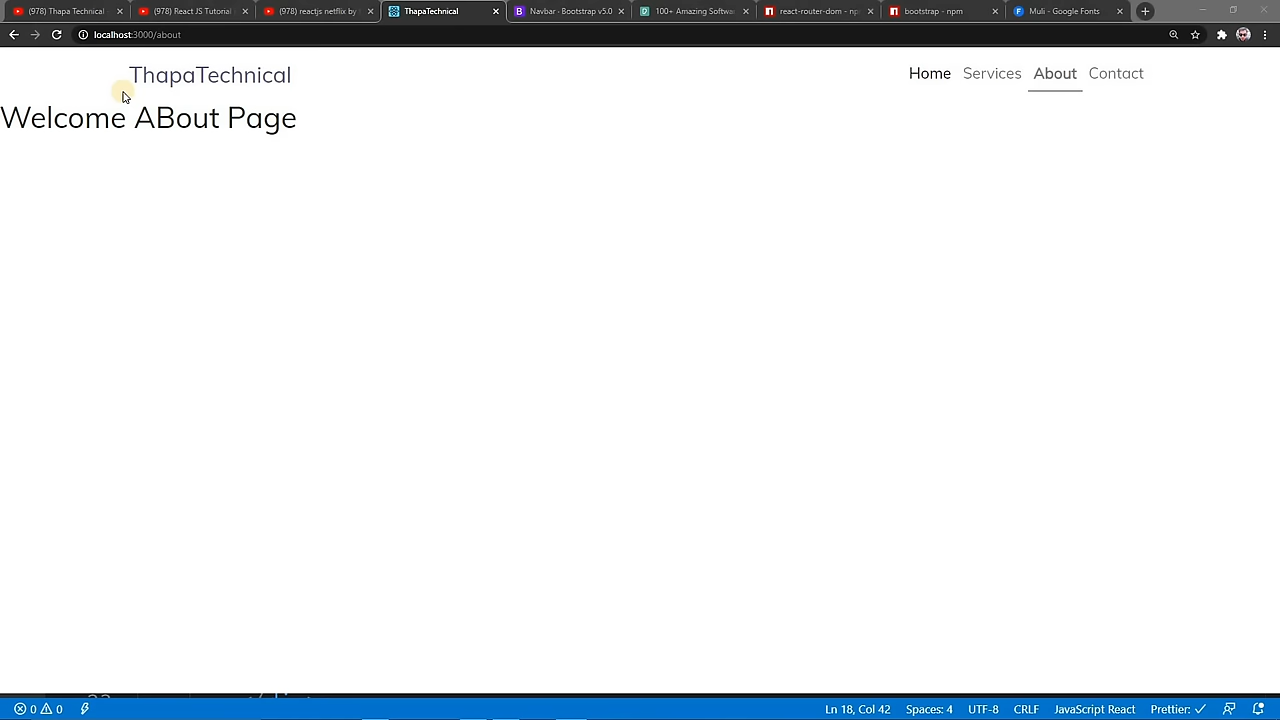 (978) Thapa Technical
(978) React JS Tutorial
(978) reactjs netflix by
ThapaTechnical
Navbar · Bootstrap v5.0
100+ Amazing Softwa
react-router-dom - np
bootstrap - npm
Muli - Google Fonts
localhost:3000/about
ThapaTechnical
Home Services About Contact
Welcome ABout Page
0 0
Ln 18, Col 42 Spaces: 4 UTF-8 CRLF JavaScript React Prettier: ✓